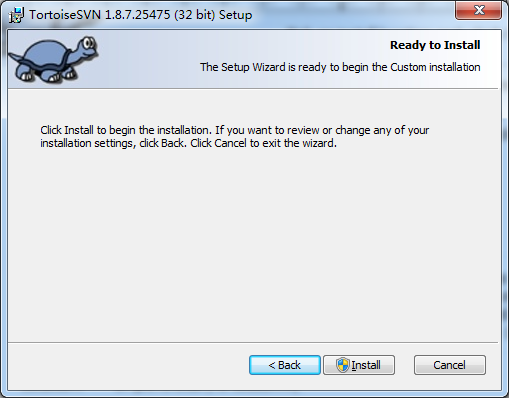 TortoiseSVN 1.8.7.25475 (32 bit) Setup
Ready to Install
The Setup Wizard is ready to begin the Custom installation
Click Install to begin the installation. If you want to review or change any of your
installation settings, click Back. Click Cancel to exit the wizard.
< Back Install Cancel